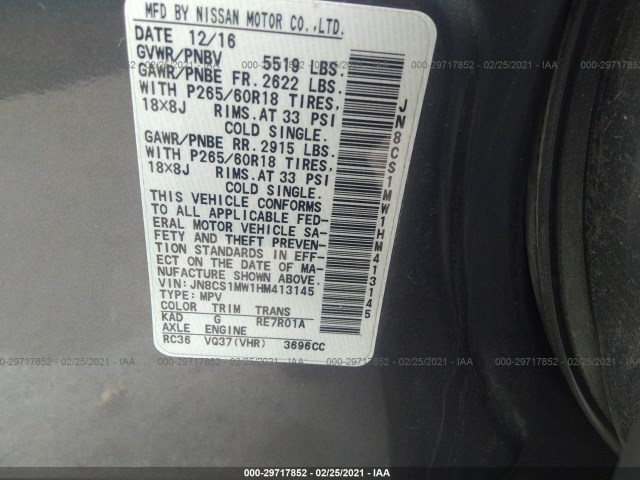 MFD BY NISSAN MOTOR CO.,LTD.
DATE 12/16
GVWR/PNBV 5519 LBS.
GAWR/PNBE FR. 2622 LBS.
WITH P265/60R18 TIRES,
18X8J RIMS. AT 33 PSI
COLD SINGLE.
GAWR/PNBE RR. 2915 LBS.
WITH P265/60R18 TIRES,
18X8J RIMS. AT 33 PSI
COLD SINGLE.
THIS VEHICLE CONFORMS
TO ALL APPLICABLE FED-
ERAL MOTOR VEHICLE SA-
FETY AND THEFT PREVEN-
TION STANDARDS IN EFF-
ECT ON THE DATE OF MA-
NUFACTURE SHOWN ABOVE.
VIN: JN8CS1MW1HM413145
TYPE: MPV
COLOR TRIM TRANS
KAD G RE7R01A
AXLE ENGINE
RC36 VQ37(VHR) 3696CC
JN8CS1MW1HM413145
000-29717852 - 02/25/2021 - IAA